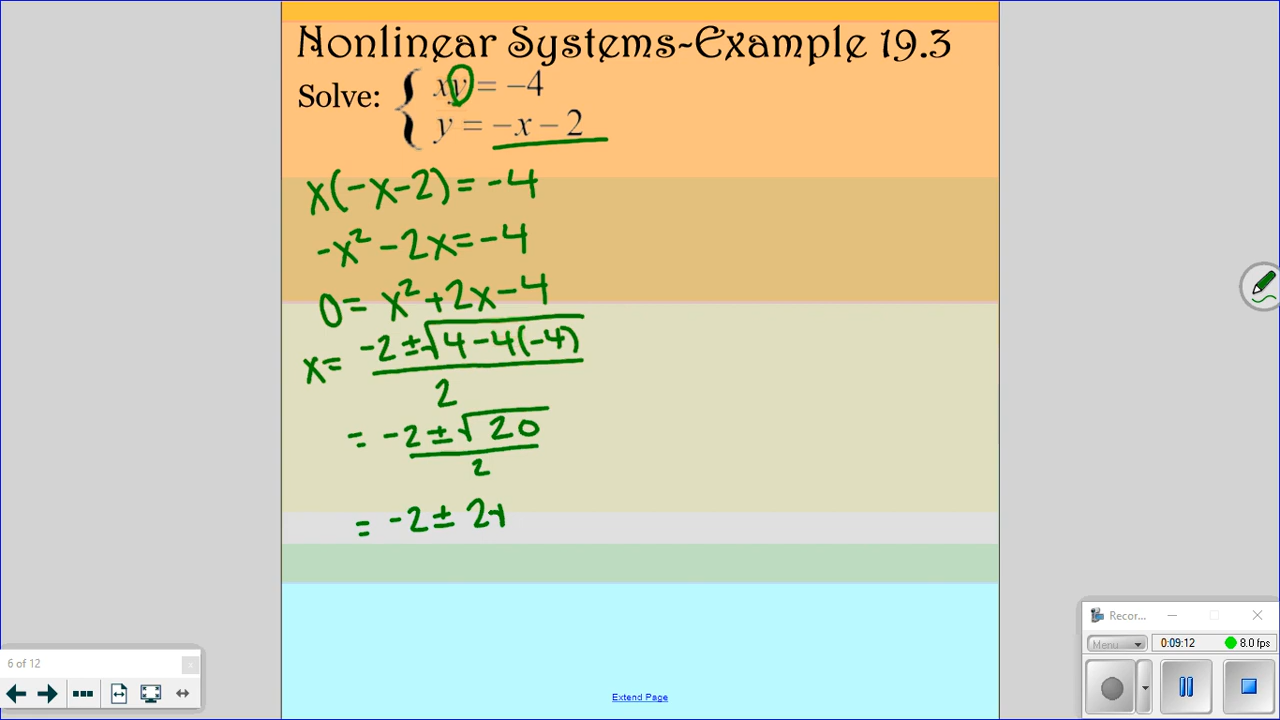 Nonlinear Systems-Example 19.3
Solve: { xy = −4
y = −x − 2
x(-x-2) = -4
-x² - 2x = -4
0 = x² + 2x - 4
x = (-2 ± √(4 - 4(-4))) / 2
= (-2 ± √20) / 2
= -2 ± 2√
6 of 12
Extend Page
Recor...
Menu
0:09:12
8.0 fps